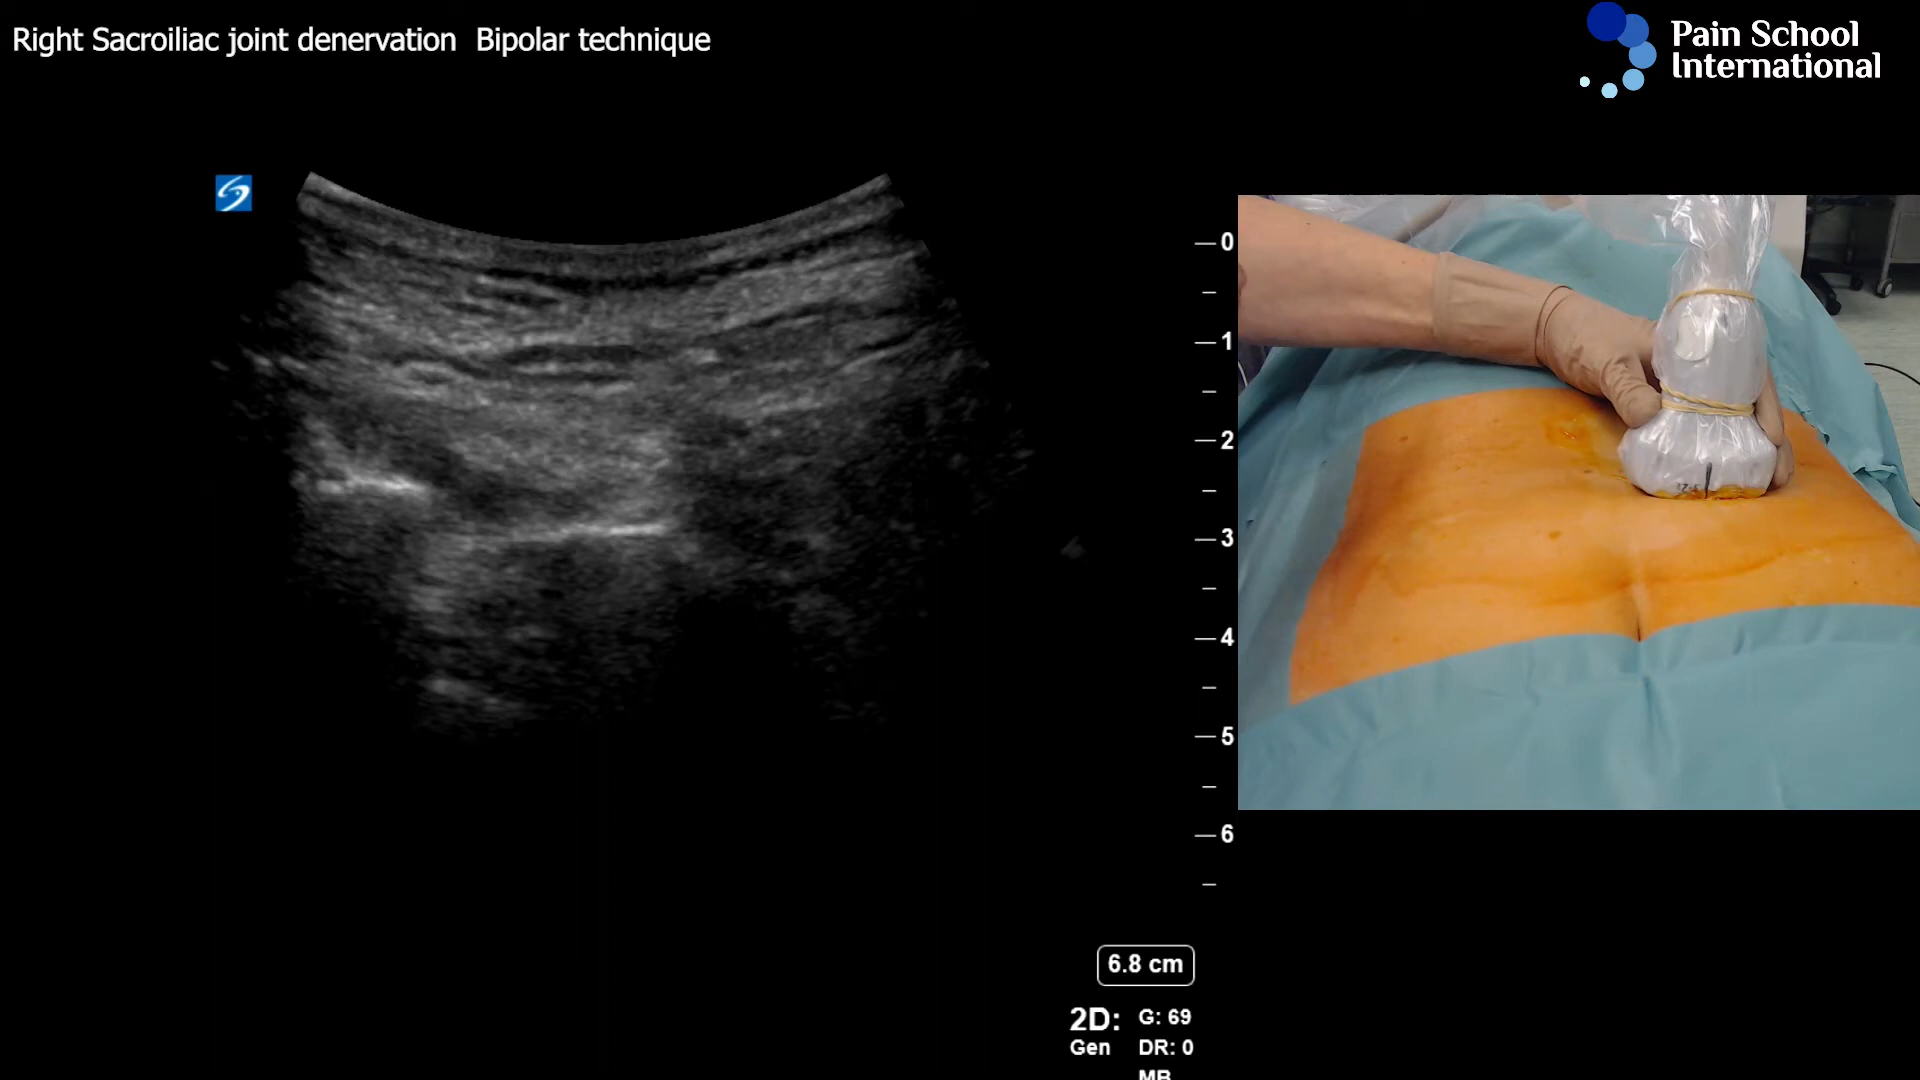 Right Sacroiliac joint denervation Bipolar technique
Pain School
International
0
1
2
3
4
5
6
6.8 cm
2D: G: 69
Gen DR: 0
MB